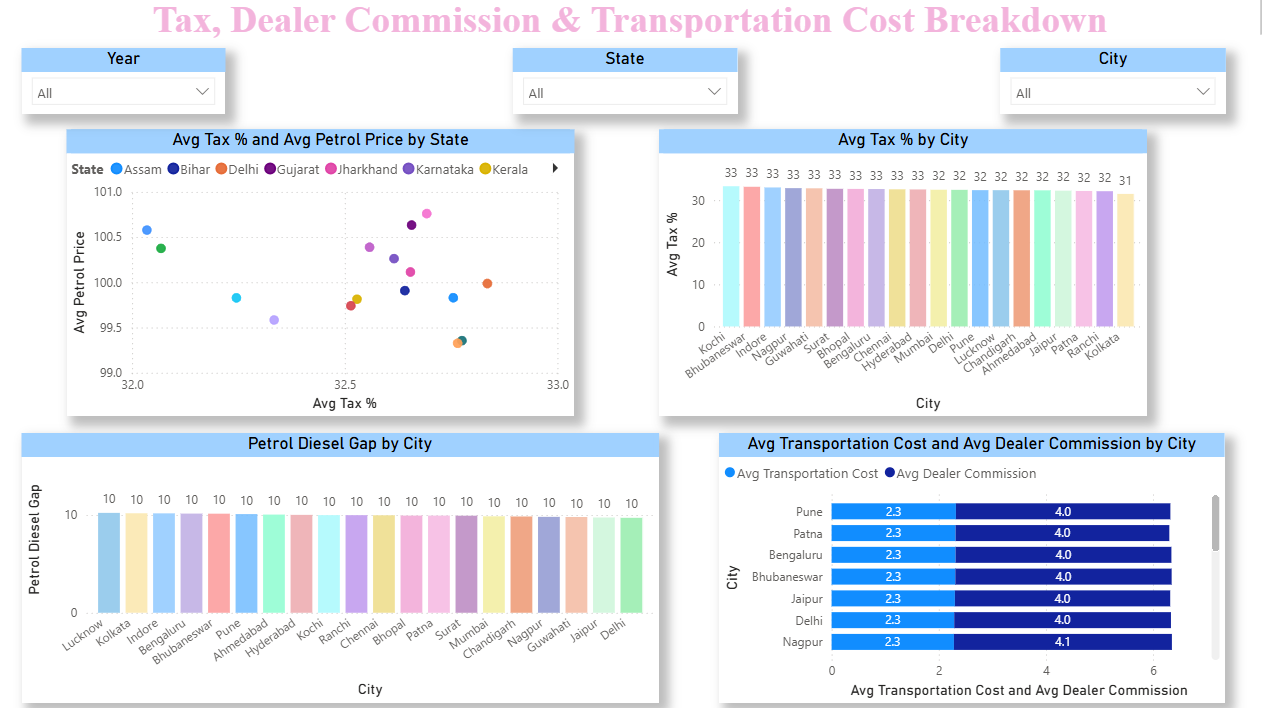 Tax, Dealer Commission & Transportation Cost Breakdown
Year
All
State
All
City
All
Avg Tax % and Avg Petrol Price by State
State Assam Bihar Delhi Gujarat Jharkhand Karnataka Kerala
Avg Petrol Price
101.0
100.5
100.0
99.5
99.0
32.0 32.5 33.0
Avg Tax %
Avg Tax % by City
Avg Tax %
30
20
10
0
33 33 33 33 33 33 33 33 33 33 32 32 32 32 32 32 32 32 32 31
Kochi Bhubaneswar Indore Nagpur Guwahati Surat Bhopal Bengaluru Chennai Hyderabad Mumbai Delhi Pune Lucknow Chandigarh Ahmedabad Jaipur Patna Ranchi Kolkata
City
Petrol Diesel Gap by City
Petrol Diesel Gap
10
0
10 10 10 10 10 10 10 10 10 10 10 10 10 10 10 10 10 10 10 10
Lucknow Kolkata Indore Bengaluru Bhubaneswar Pune Ahmedabad Hyderabad Kochi Ranchi Chennai Bhopal Patna Surat Mumbai Chandigarh Nagpur Guwahati Jaipur Delhi
City
Avg Transportation Cost and Avg Dealer Commission by City
Avg Transportation Cost Avg Dealer Commission
City
Pune 2.3 4.0
Patna 2.3 4.0
Bengaluru 2.3 4.0
Bhubaneswar 2.3 4.0
Jaipur 2.3 4.0
Delhi 2.3 4.0
Nagpur 2.3 4.1
0 2 4 6
Avg Transportation Cost and Avg Dealer Commission